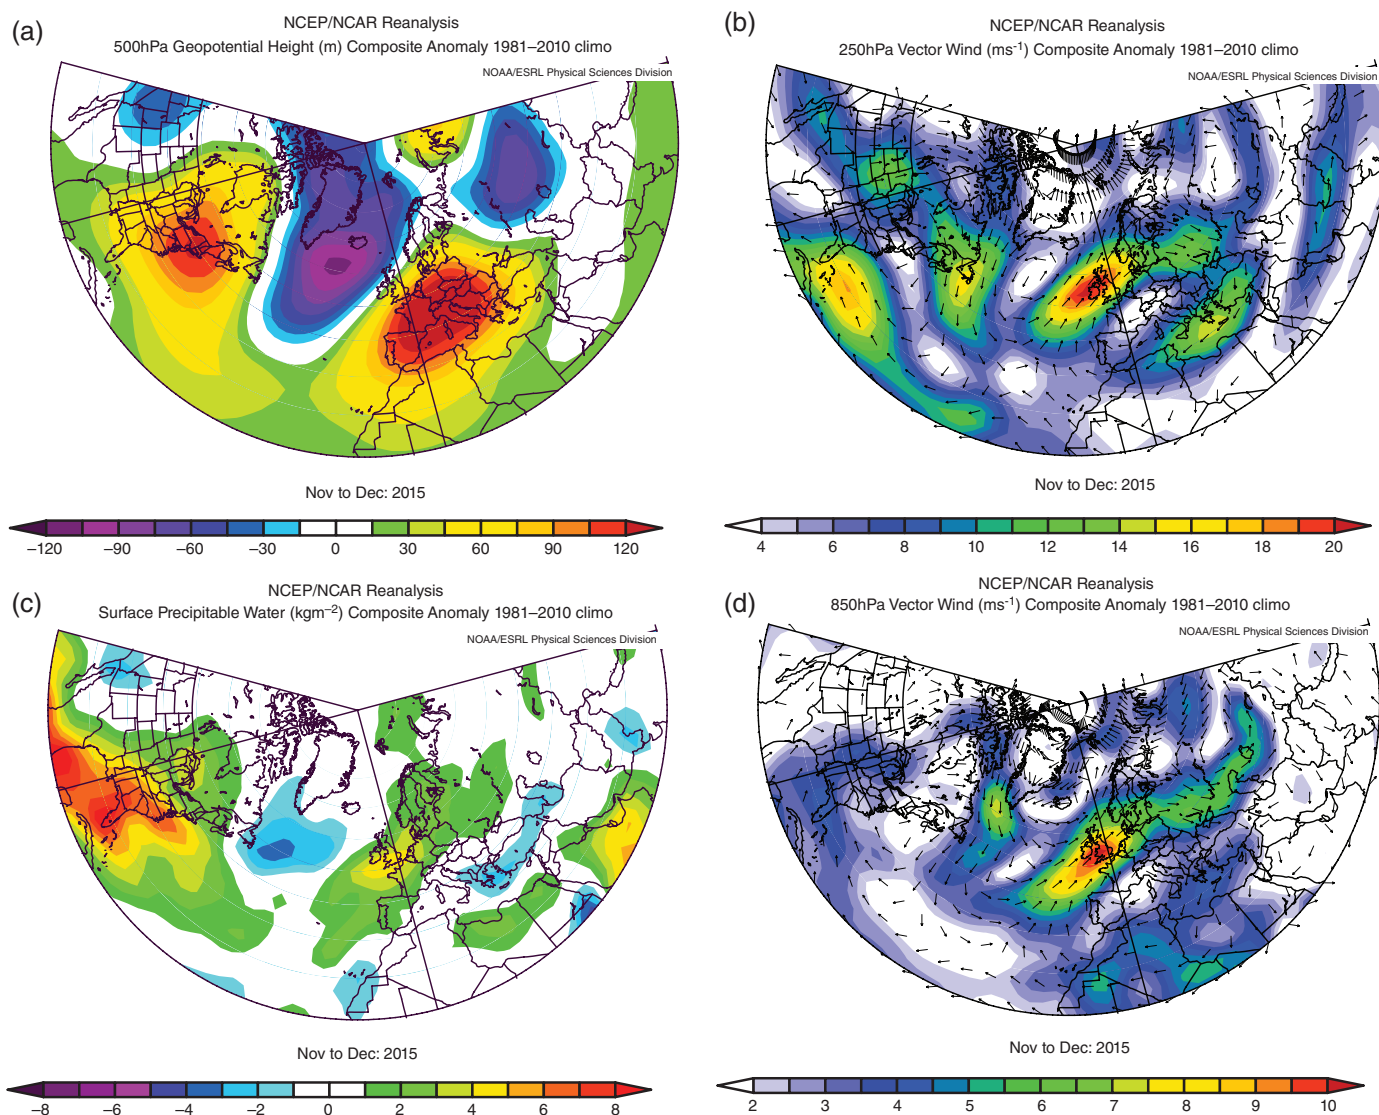 (a)
NCEP/NCAR Reanalysis
500hPa Geopotential Height (m) Composite Anomaly 1981–2010 climo
NOAA/ESRL Physical Sciences Division
Nov to Dec: 2015
−120 −90 −60 −30 0 30 60 90 120
(b)
NCEP/NCAR Reanalysis
250hPa Vector Wind (ms⁻¹) Composite Anomaly 1981–2010 climo
NOAA/ESRL Physical Sciences Division
Nov to Dec: 2015
4 6 8 10 12 14 16 18 20
(c)
NCEP/NCAR Reanalysis
Surface Precipitable Water (kgm⁻²) Composite Anomaly 1981–2010 climo
NOAA/ESRL Physical Sciences Division
Nov to Dec: 2015
−8 −6 −4 −2 0 2 4 6 8
(d)
NCEP/NCAR Reanalysis
850hPa Vector Wind (ms⁻¹) Composite Anomaly 1981–2010 climo
NOAA/ESRL Physical Sciences Division
Nov to Dec: 2015
2 3 4 5 6 7 8 9 10